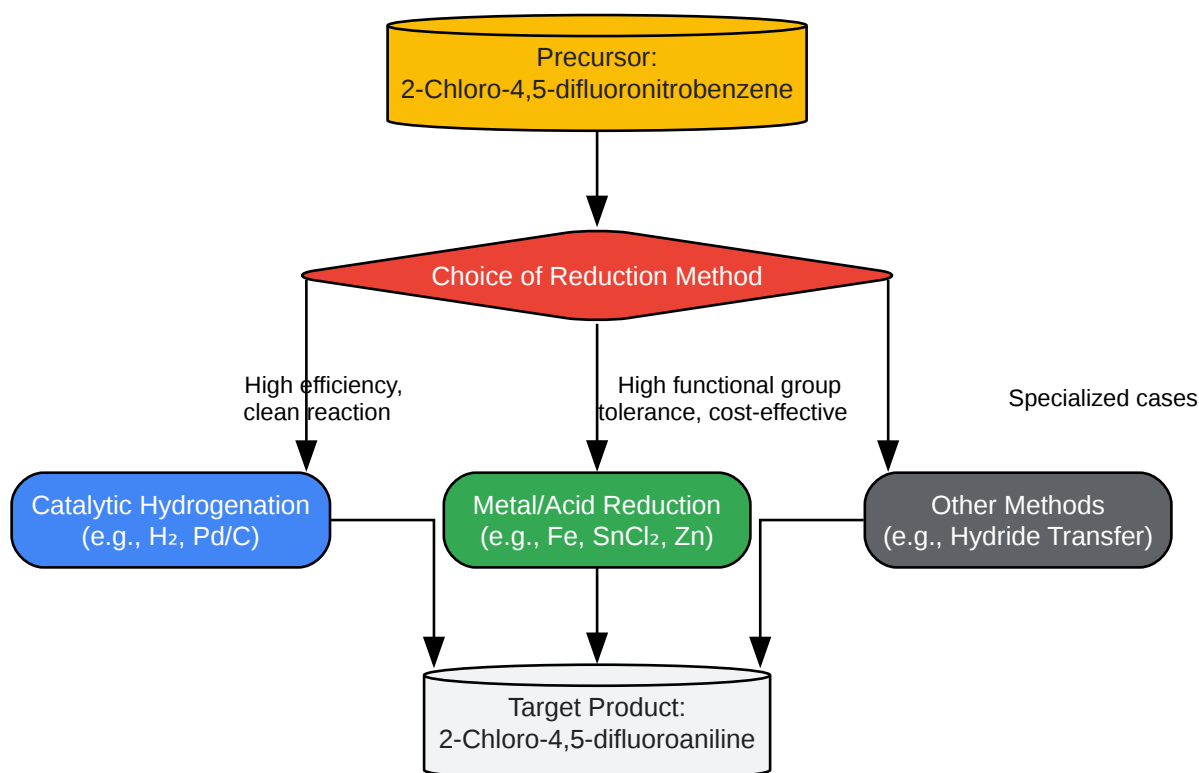 Precursor:
2-Chloro-4,5-difluoronitrobenzene
Choice of Reduction Method
High efficiency,
clean reaction
High functional group
tolerance, cost-effective
Specialized cases
Catalytic Hydrogenation
(e.g., H₂, Pd/C)
Metal/Acid Reduction
(e.g., Fe, SnCl₂, Zn)
Other Methods
(e.g., Hydride Transfer)
Target Product:
2-Chloro-4,5-difluoroaniline